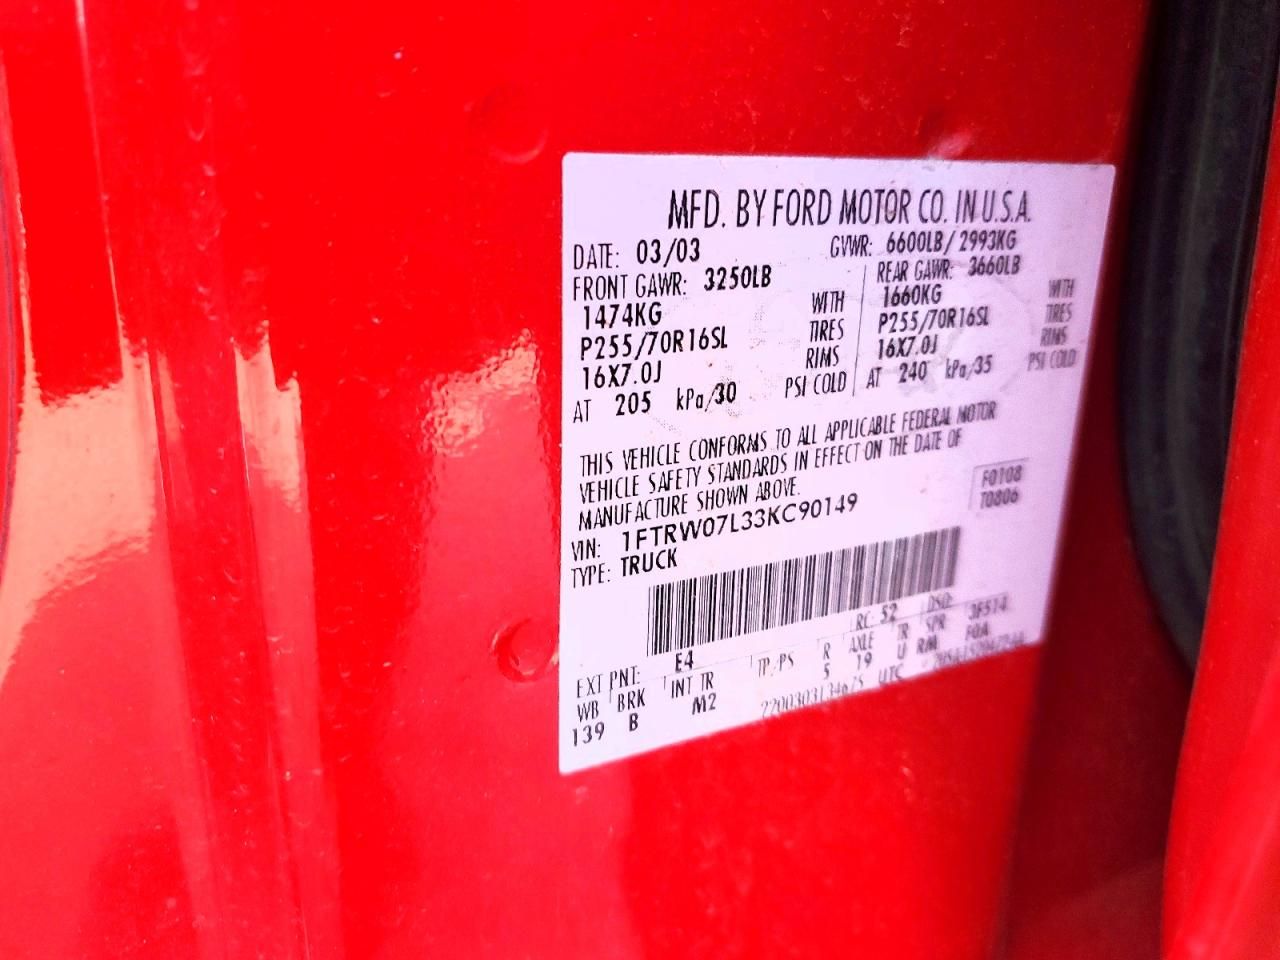 MFD. BY FORD MOTOR CO. IN U.S.A.
DATE: 03/03 GVWR: 6600LB/2993KG
FRONT GAWR: 3250LB REAR GAWR: 3660LB
1474KG WITH 1660KG WITH
P255/70R16SL TIRES P255/70R16SL TIRES
16X7.0J RIMS 16X7.0J RIMS
AT 205 kPa/30 PSI COLD AT 240 kPa/35 PSI COLD
THIS VEHICLE CONFORMS TO ALL APPLICABLE FEDERAL MOTOR
VEHICLE SAFETY STANDARDS IN EFFECT ON THE DATE OF
MANUFACTURE SHOWN ABOVE.
F0108
T0806
VIN: 1FTRW07L33KC90149
TYPE: TRUCK
EXT PNT: E4 RC: 52 DSO:
WB BRK INT TR TP/PS R AXLE TR SPR 3F514
139 B M2 5 19 U RM FOA
UTC